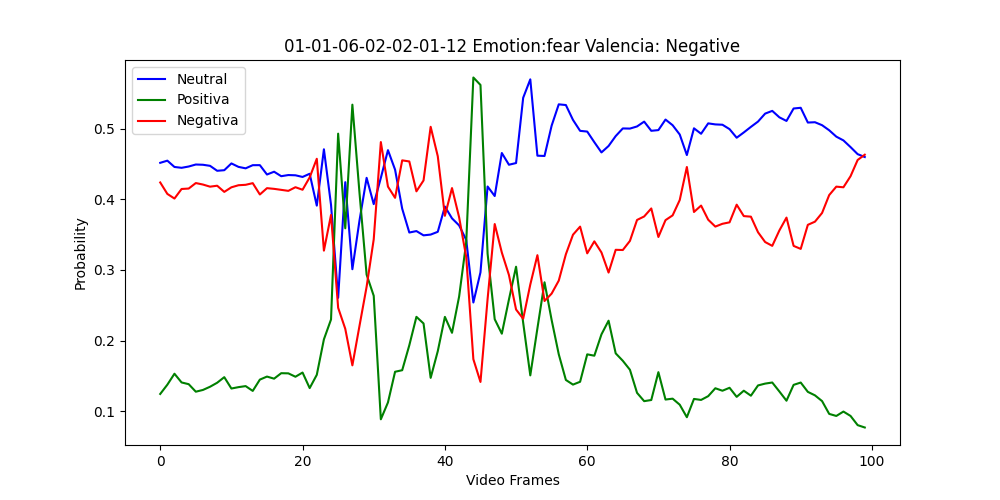 01-01-06-02-02-01-12 Emotion:fear Valencia: Negative
Neutral
Positiva
Negativa
Probability
0.5
0.4
0.3
0.2
0.1
0 20 40 60 80 100
Video Frames